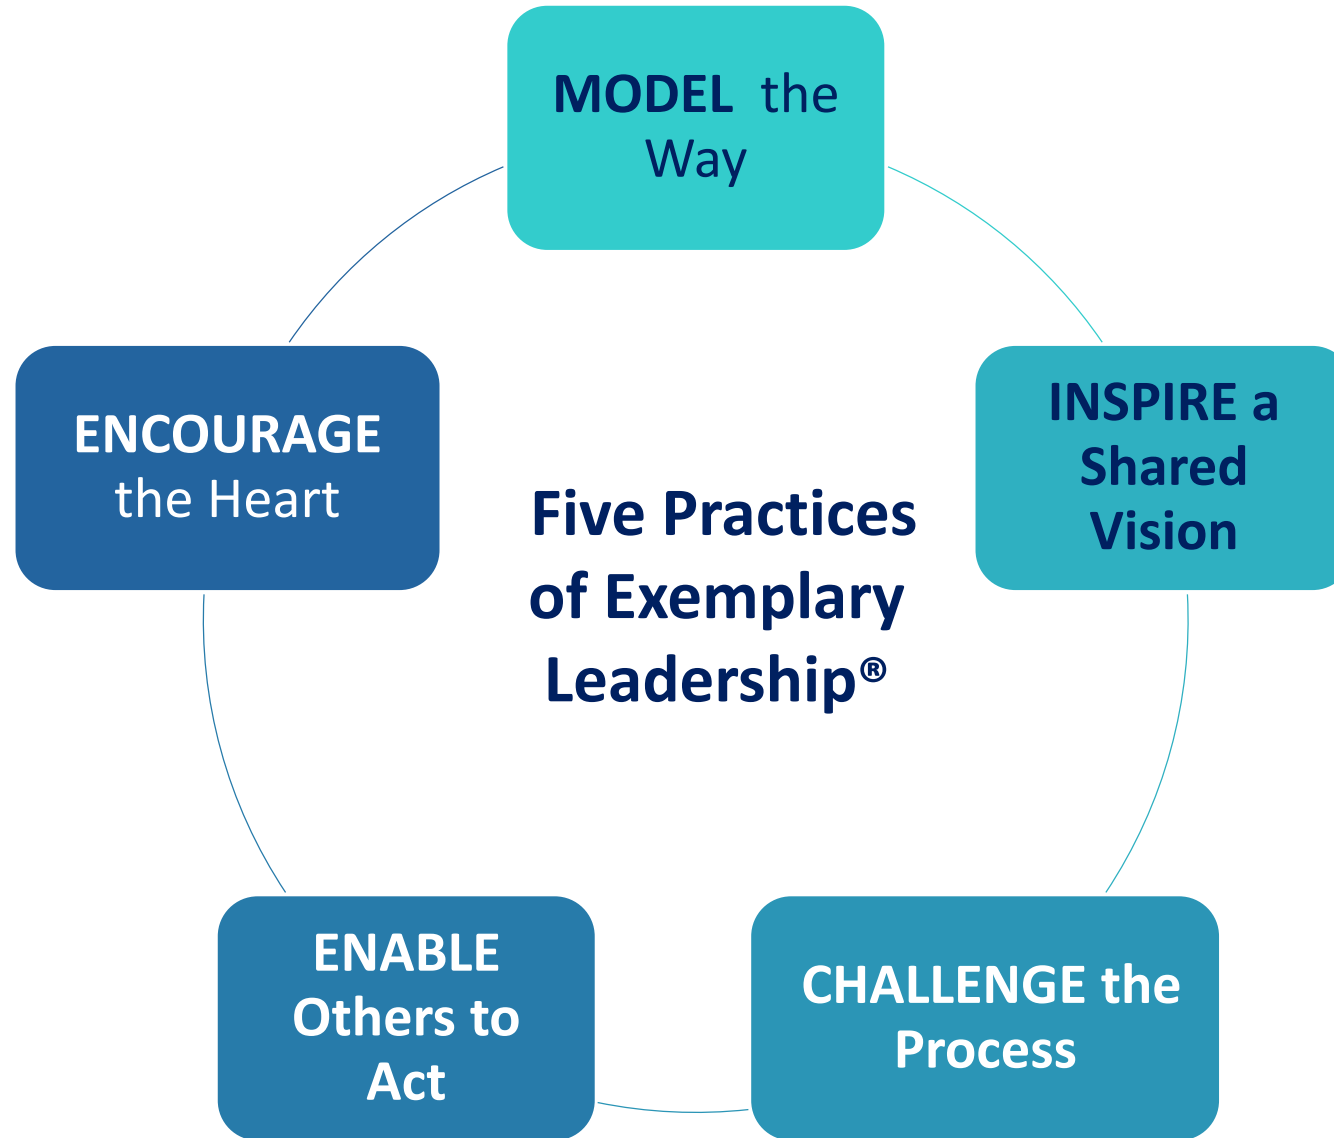 MODEL the
Way
INSPIRE a
Shared
Vision
CHALLENGE the
Process
ENABLE
Others to
Act
ENCOURAGE
the Heart
Five Practices
of Exemplary
Leadership®